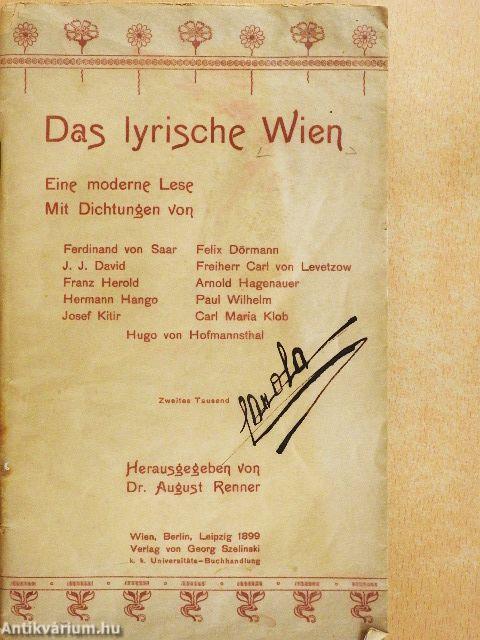 Das lyrische Wien
Eine moderne Lese
Mit Dichtungen von
Ferdinand von Saar Felix Dörmann
J. J. David Freiherr Carl von Levetzow
Franz Herold Arnold Hagenauer
Hermann Hango Paul Wilhelm
Josef Kitir Carl Maria Klob
Hugo von Hofmannsthal
Zweites Tausend
Herausgegeben von
Dr. August Renner
Wien, Berlin, Leipzig 1899
Verlag von Georg Szelinski
k. k. Universitäts-Buchhandlung
Antikvárium.hu